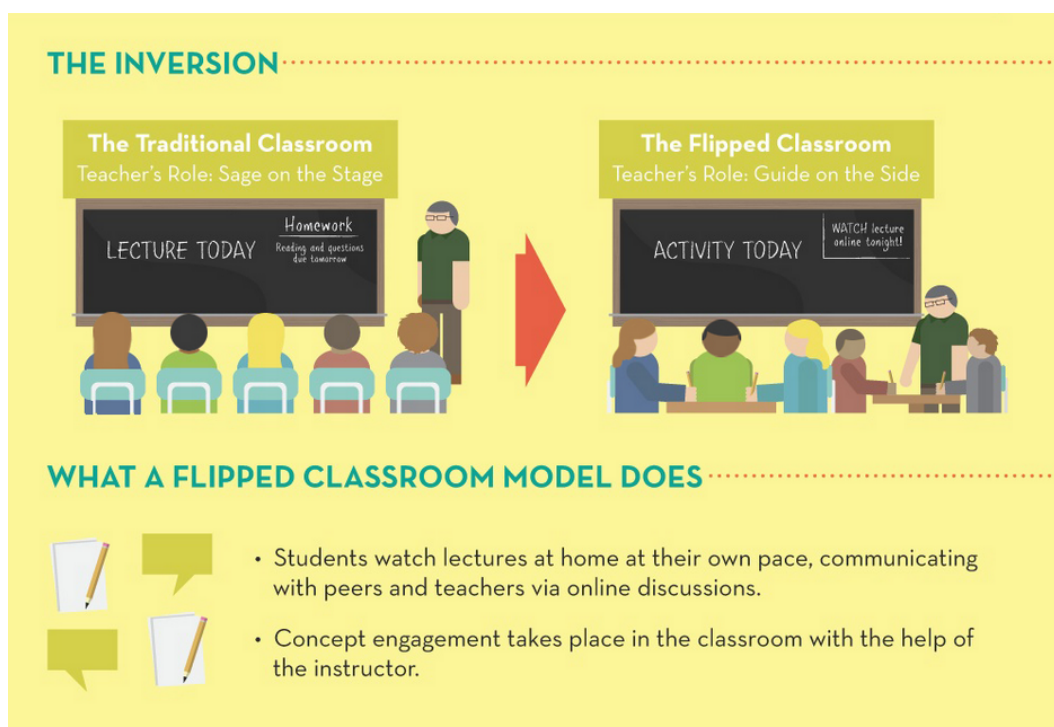 THE INVERSION
The Traditional Classroom
Teacher's Role: Sage on the Stage
LECTURE TODAY
Homework
Reading and questions
due tomorrow
The Flipped Classroom
Teacher's Role: Guide on the Side
ACTIVITY TODAY
WATCH lecture
online tonight!
WHAT A FLIPPED CLASSROOM MODEL DOES
• Students watch lectures at home at their own pace, communicating
with peers and teachers via online discussions.
• Concept engagement takes place in the classroom with the help of
the instructor.